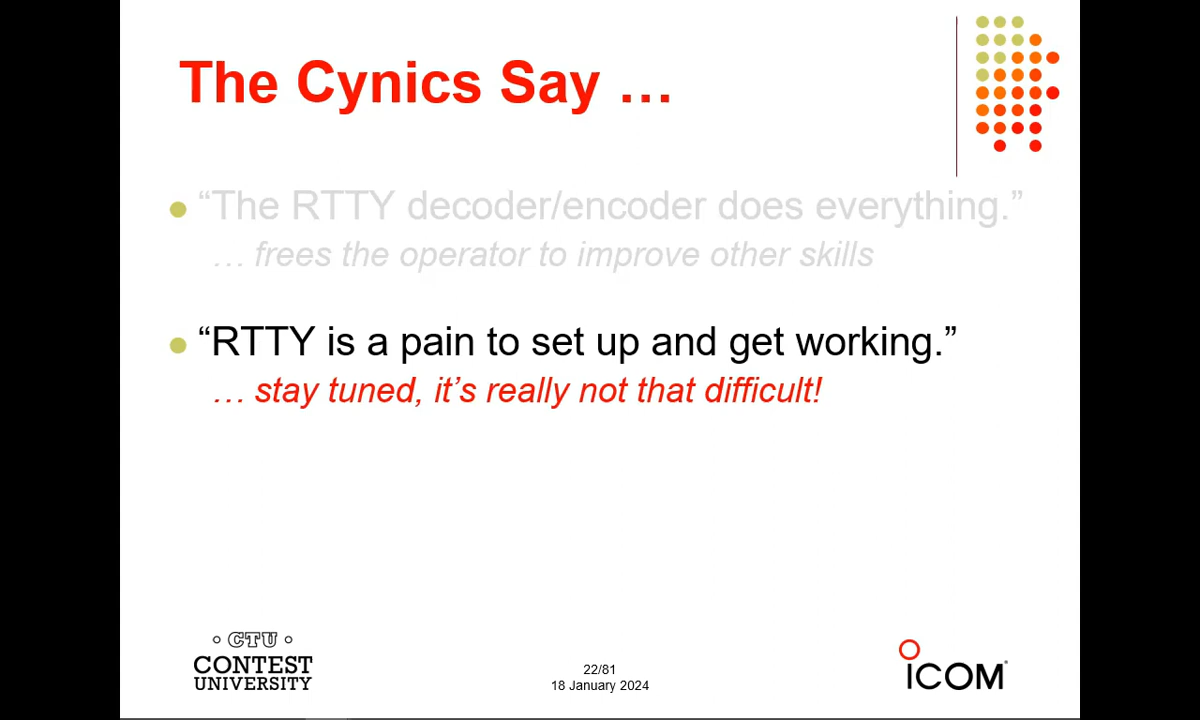 The Cynics Say …
“The RTTY decoder/encoder does everything.”
… frees the operator to improve other skills
“RTTY is a pain to set up and get working.”
… stay tuned, it’s really not that difficult!
CTU
CONTEST
UNIVERSITY
22/81
18 January 2024
ICOM